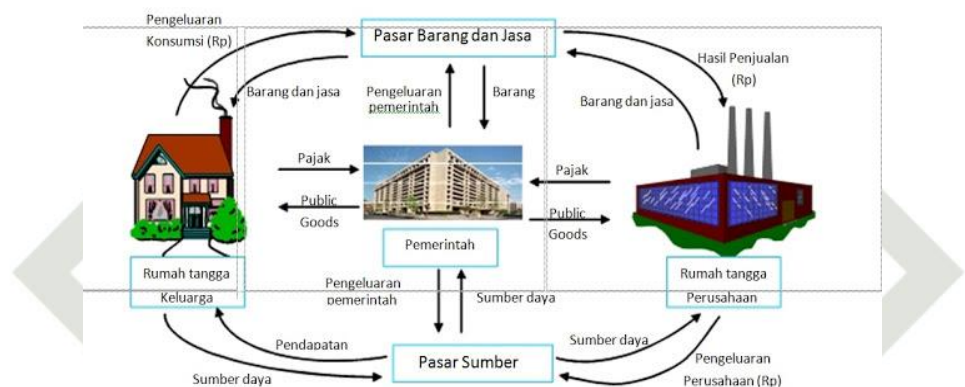 Pengeluaran
Konsumsi (Rp)
Pasar Barang dan Jasa
Hasil Penjualan
(Rp)
Barang dan jasa
Pengeluaran
pemerintah
Barang
Barang dan jasa
Pajak
Pajak
Public
Goods
Public
Goods
Pemerintah
Rumah tangga
Keluarga
Pengeluaran
pemerintah
Sumber daya
Rumah tangga
Perusahaan
Pendapatan
Sumber daya
Pasar Sumber
Sumber daya
Pengeluaran
Perusahaan (Rp)